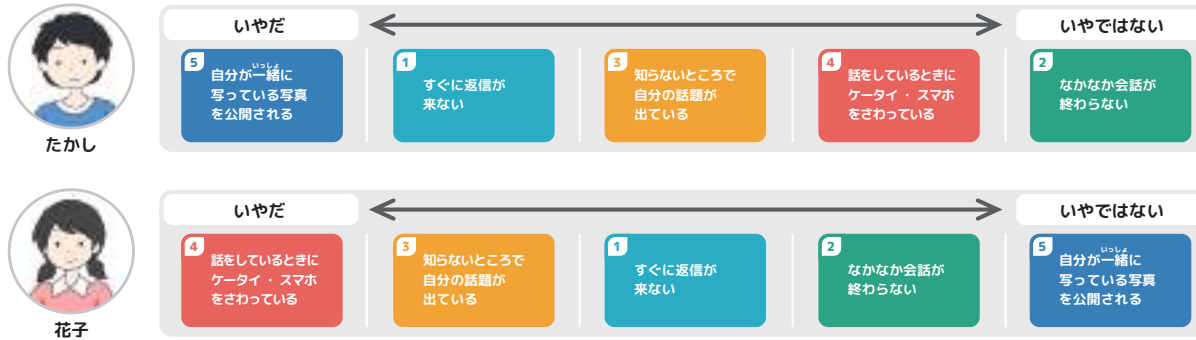 いやだ
いやではない
5
いっしょ
自分が一緒に
写っている写真
を公開される
1
すぐに返信が
来ない
3
知らないところで
自分の話題が
出ている
4
話をしているときに
ケータイ・スマホ
をさわっている
2
なかなか会話が
終わらない
たかし
いやだ
いやではない
4
話をしているときに
ケータイ・スマホ
をさわっている
3
知らないところで
自分の話題が
出ている
1
すぐに返信が
来ない
2
なかなか会話が
終わらない
5
いっしょ
自分が一緒に
写っている写真
を公開される
花子